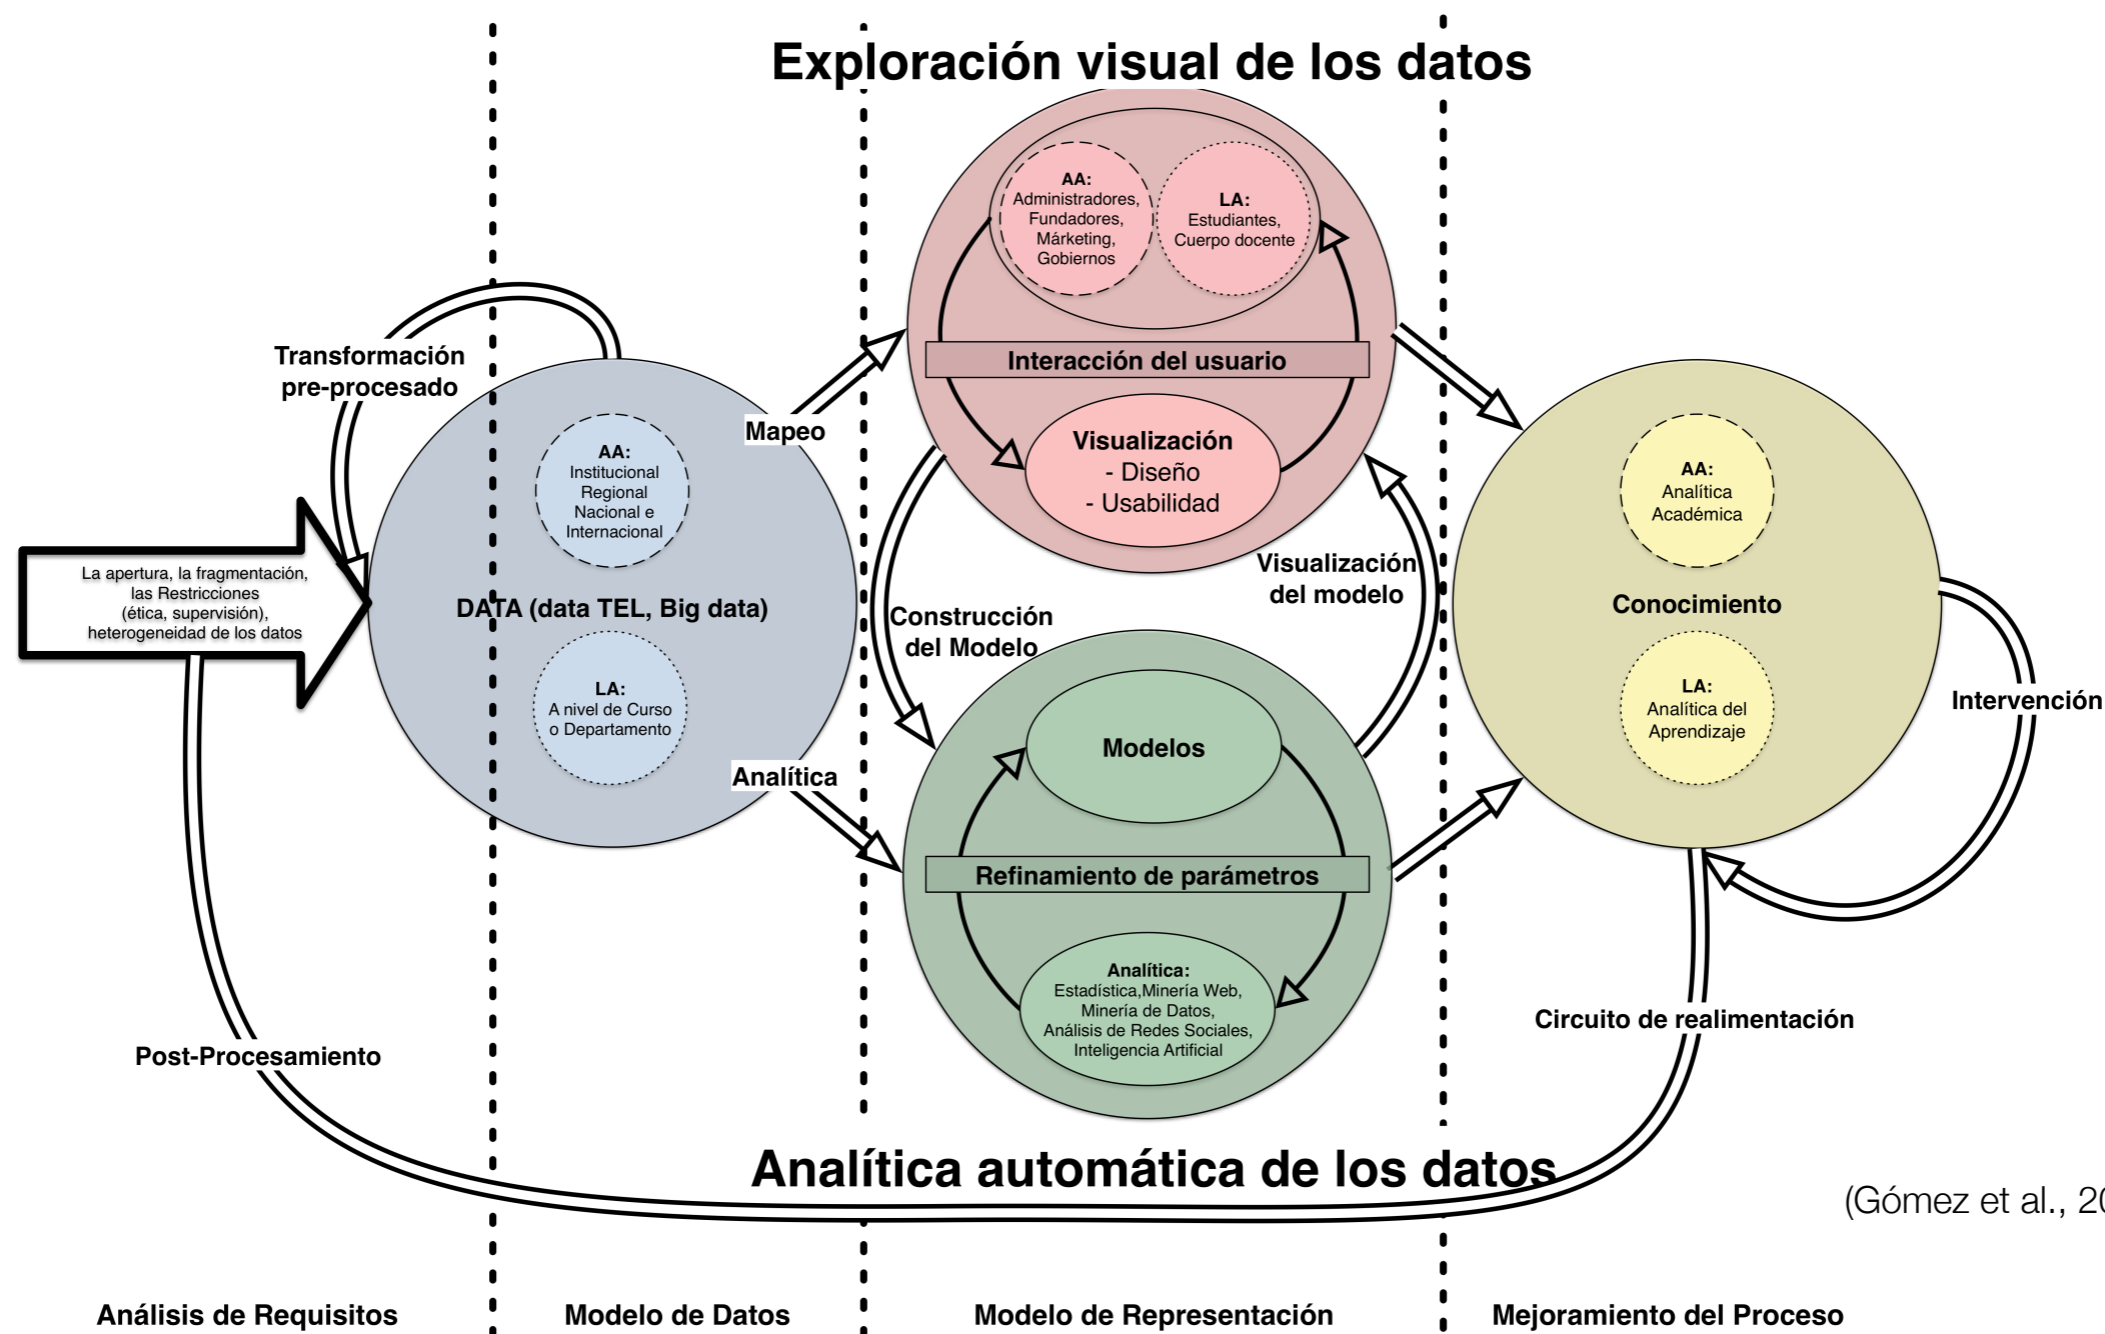 Exploración visual de los datos
AA:
Administradores,
Fundadores,
Márketing,
Gobiernos
LA:
Estudiantes,
Cuerpo docente
Interacción del usuario
Visualización
- Diseño
- Usabilidad
Transformación
pre-procesado
Mapeo
AA:
Institucional
Regional
Nacional e
Internacional
DATA (data TEL, Big data)
LA:
A nivel de Curso
o Departamento
La apertura, la fragmentación,
las Restricciones
(ética, supervisión),
heterogeneidad de los datos
Analítica
Construcción
del Modelo
Visualización
del modelo
Modelos
Refinamiento de parámetros
Analítica:
Estadística,Minería Web,
Minería de Datos,
Análisis de Redes Sociales,
Inteligencia Artificial
AA:
Analítica
Académica
Conocimiento
LA:
Analítica del
Aprendizaje
Intervención
Circuito de realimentación
Post-Procesamiento
Analítica automática de los datos
(Gómez et al., 20
Análisis de Requisitos
Modelo de Datos
Modelo de Representación
Mejoramiento del Proceso